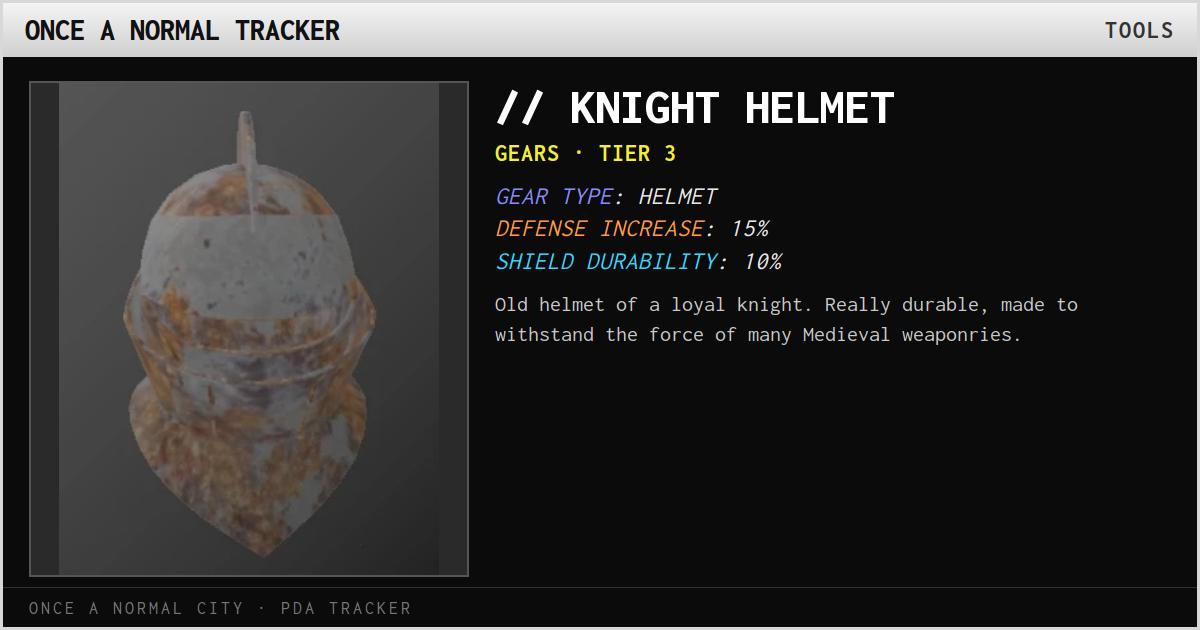 ONCE A NORMAL TRACKER
TOOLS
// KNIGHT HELMET
GEARS · TIER 3
GEAR TYPE: HELMET
DEFENSE INCREASE: 15%
SHIELD DURABILITY: 10%
Old helmet of a loyal knight. Really durable, made to
withstand the force of many Medieval weaponries.
ONCE A NORMAL CITY · PDA TRACKER